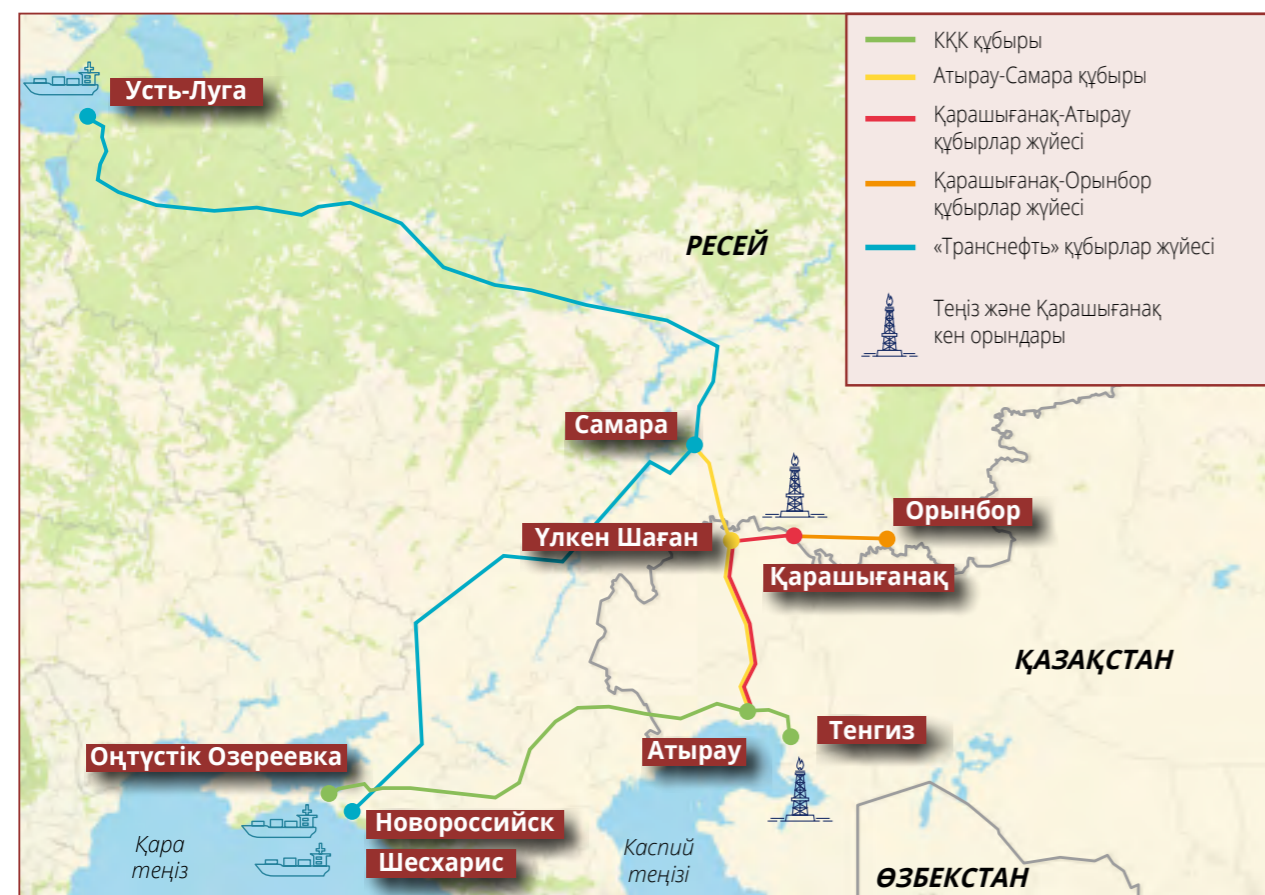 КҚК құбыры
Атырау-Самара құбыры
Қарашығанақ-Атырау
құбырлар жүйесі
Қарашығанақ-Орынбор
құбырлар жүйесі
«Транснефть» құбырлар жүйесі
Теңіз және Қарашығанақ
кен орындары
Усть-Луга
РЕСЕЙ
Самара
Орынбор
Үлкен Шаған
Қарашығанақ
ҚАЗАҚСТАН
Тенгиз
Атырау
Оңтүстік Озереевка
Новороссийск
Шесхарис
Қара
теңіз
Каспий
теңізі
ӨЗБЕКСТАН